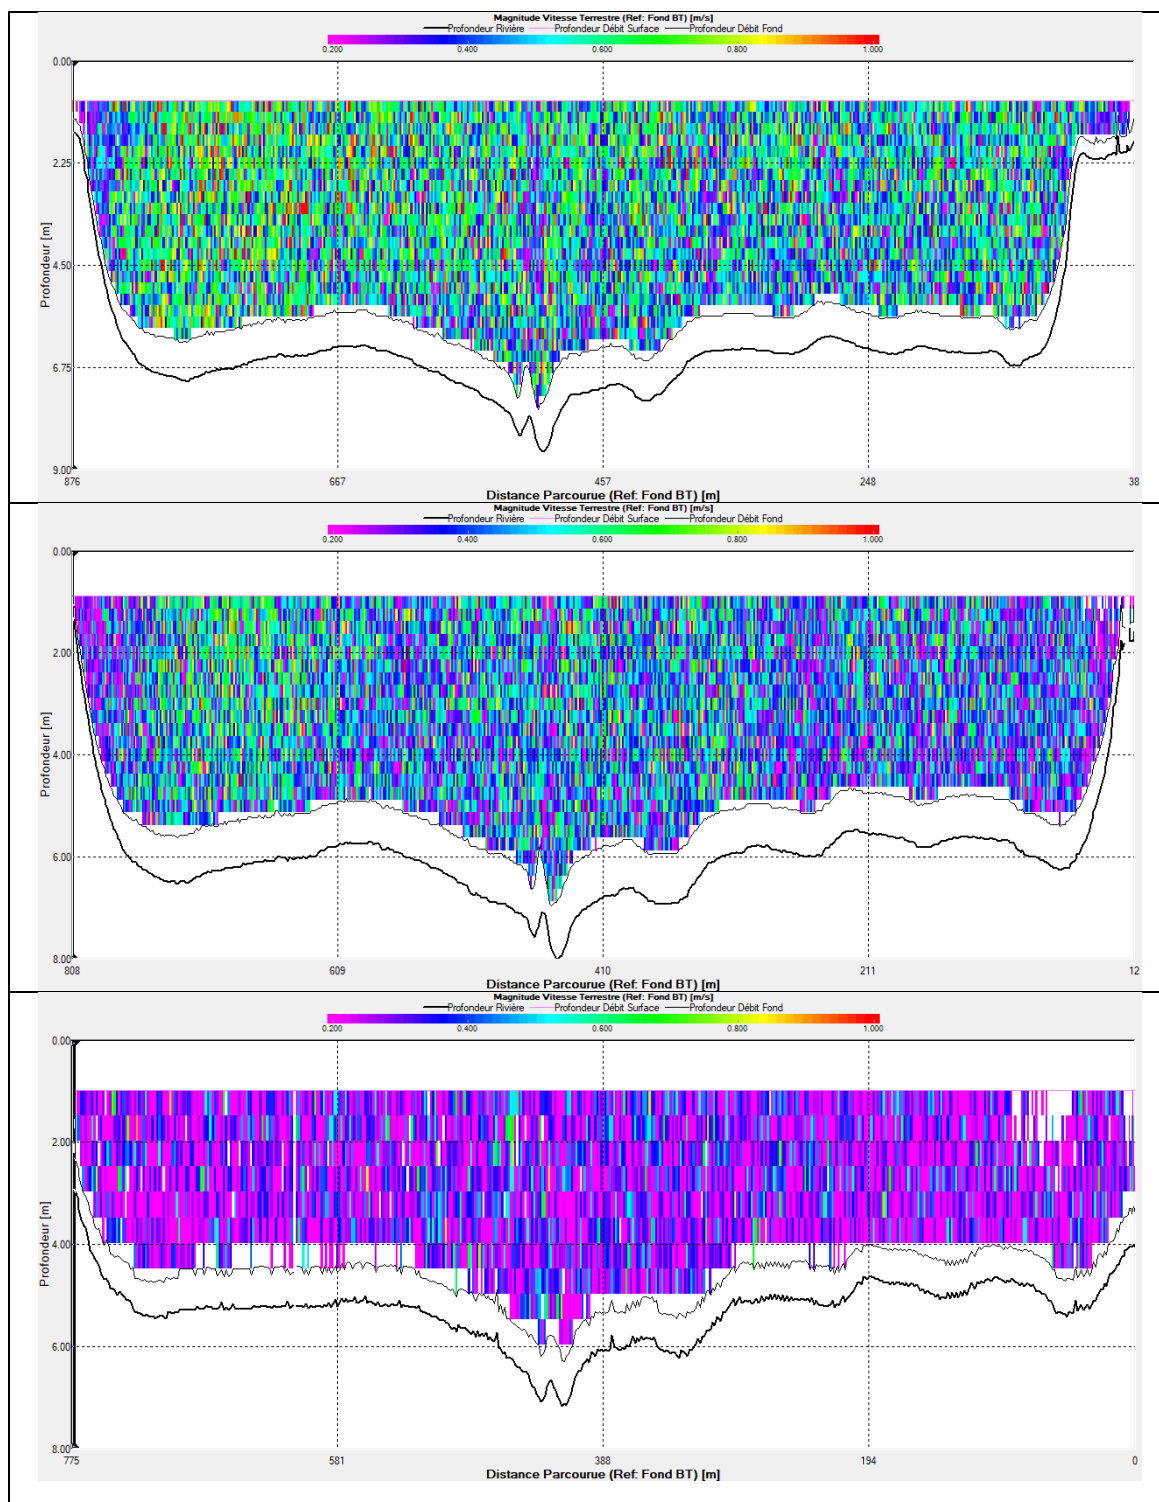 Magnitude Vitesse Terrestre (Ref: Fond BT) [m/s]
Profondeur Rivière Profondeur Débit Surface Profondeur Débit Fond
0.200 0.400 0.600 0.800 1.000
0.00
2.25
4.50
6.75
9.00
Profondeur [m]
876 667 457 248 38
Distance Parcourue (Ref: Fond BT) [m]
Magnitude Vitesse Terrestre (Ref: Fond BT) [m/s]
Profondeur Rivière Profondeur Débit Surface Profondeur Débit Fond
0.200 0.400 0.600 0.800 1.000
0.00
2.00
4.00
6.00
8.00
Profondeur [m]
808 609 410 211 12
Distance Parcourue (Ref: Fond BT) [m]
Magnitude Vitesse Terrestre (Ref: Fond BT) [m/s]
Profondeur Rivière Profondeur Débit Surface Profondeur Débit Fond
0.200 0.400 0.600 0.800 1.000
0.00
2.00
4.00
6.00
8.00
Profondeur [m]
775 581 388 194 0
Distance Parcourue (Ref: Fond BT) [m]